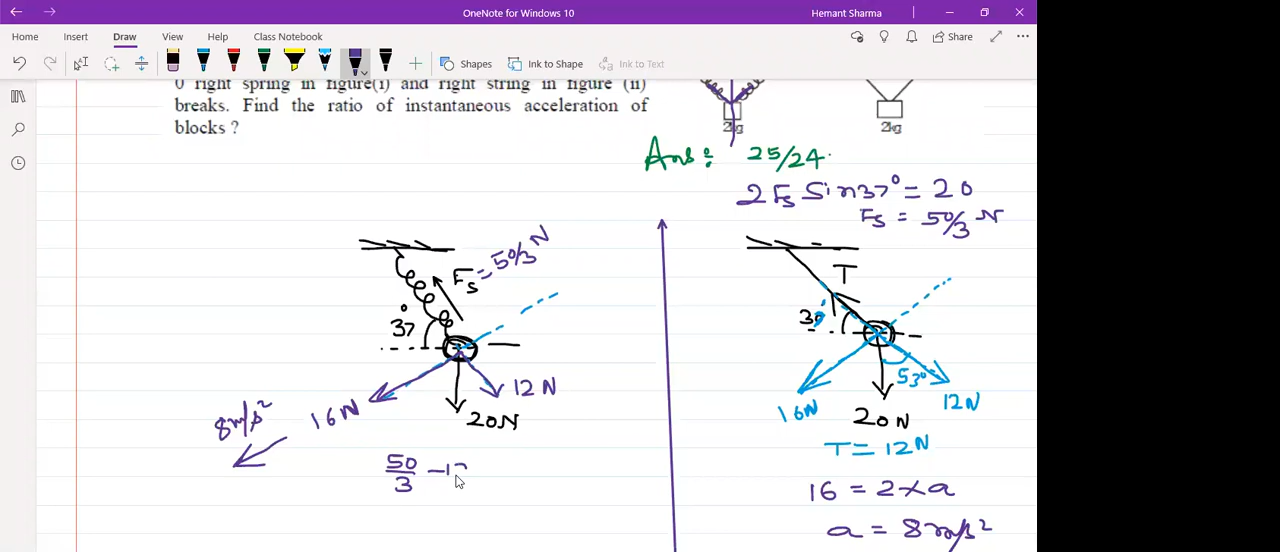 OneNote for Windows 10
Hemant Sharma
Home Insert Draw View Help Class Notebook
Share
Shapes Ink to Shape Ink to Text
0 right spring in figure(i) and right string in figure (ii)
breaks. Find the ratio of instantaneous acceleration of
blocks ?
2kg
2kg
Ans: 25/24
2 Fs Sin37° = 20
Fs = 50/3 N
Fs = 50/3 N
37°
16N
12N
20N
8m/s²
50/3 -12
T
53°
16N
20N
12N
T = 12N
16 = 2×a
a = 8m/s²